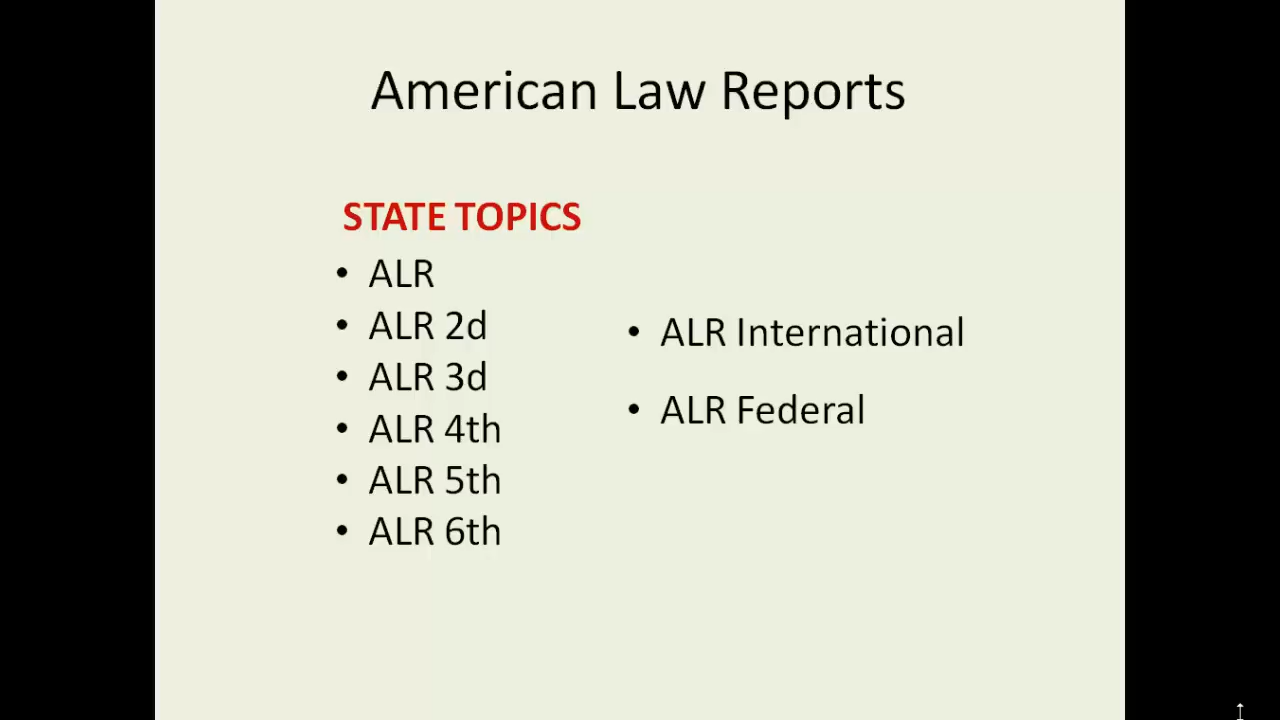 American Law Reports
STATE TOPICS
• ALR
• ALR 2d
• ALR 3d
• ALR 4th
• ALR 5th
• ALR 6th
• ALR International
• ALR Federal